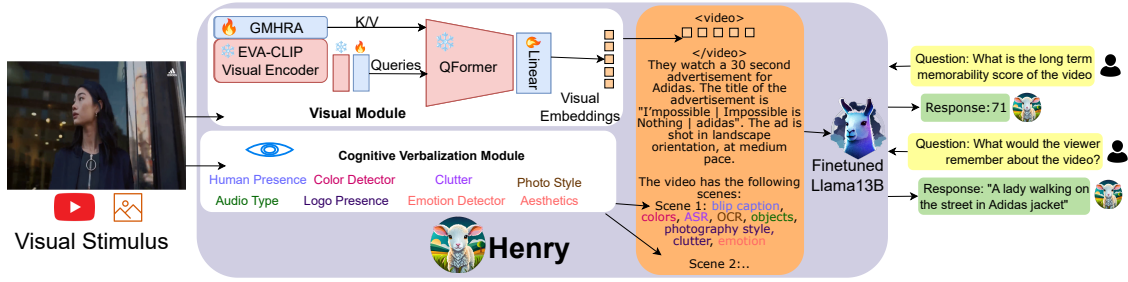 adidas
Visual Stimulus
GMHRA
K/V
EVA-CLIP
Visual Encoder
Queries
QFormer
Linear
Visual Module
Visual
Embeddings
Cognitive Verbalization Module
Human Presence
Color Detector
Clutter
Photo Style
Audio Type
Logo Presence
Emotion Detector
Aesthetics
Henry
<video>
</video>
They watch a 30 second
advertisement for
Adidas. The title of the
advertisement is
"I'mpossible | Impossible is
Nothing | adidas". The ad is
shot in landscape
orientation, at medium
pace.
The video has the following
scenes:
Scene 1: blip caption,
colors, ASR, OCR, objects,
photography style,
clutter, emotion
Scene 2:..
Finetuned
Llama13B
Question: What is the long term
memorability score of the video
Response:71
Question: What would the viewer
remember about the video?
Response: "A lady walking on
the street in Adidas jacket"